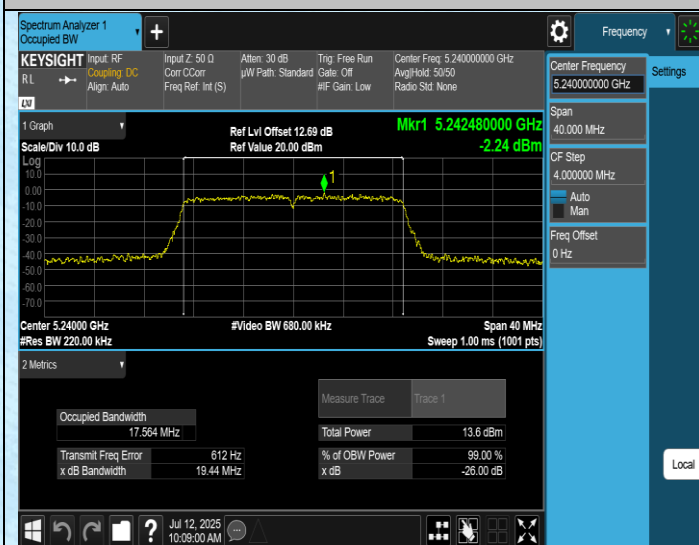 Spectrum Analyzer 1
Occupied BW
+
Frequency
KEYSIGHT
RL
LXI
Input: RF
Coupling: DC
Align: Auto
Input Z: 50 Ω
Corr CCorr
Freq Ref: Int (S)
Atten: 30 dB
µW Path: Standard
Trig: Free Run
Gate: Off
#IF Gain: Low
Center Freq: 5.240000000 GHz
Avg|Hold: 50/50
Radio Std: None
Center Frequency
5.240000000 GHz
Settings
Span
40.000 MHz
CF Step
4.000000 MHz
Auto
Man
Freq Offset
0 Hz
1 Graph
Scale/Div 10.0 dB
Ref Lvl Offset 12.69 dB
Ref Value 20.00 dBm
Mkr1 5.242480000 GHz
-2.24 dBm
Log
10.0
0.00
-10.0
-20.0
-30.0
-40.0
-50.0
-60.0
-70.0
1
Center 5.24000 GHz
#Video BW 680.00 kHz
Span 40 MHz
#Res BW 220.00 kHz
Sweep 1.00 ms (1001 pts)
2 Metrics
Measure Trace
Trace 1
Occupied Bandwidth
17.564 MHz
Total Power
13.6 dBm
Transmit Freq Error
612 Hz
% of OBW Power
99.00 %
x dB Bandwidth
19.44 MHz
x dB
-26.00 dB
Local
?
Jul 12, 2025
10:09:00 AM